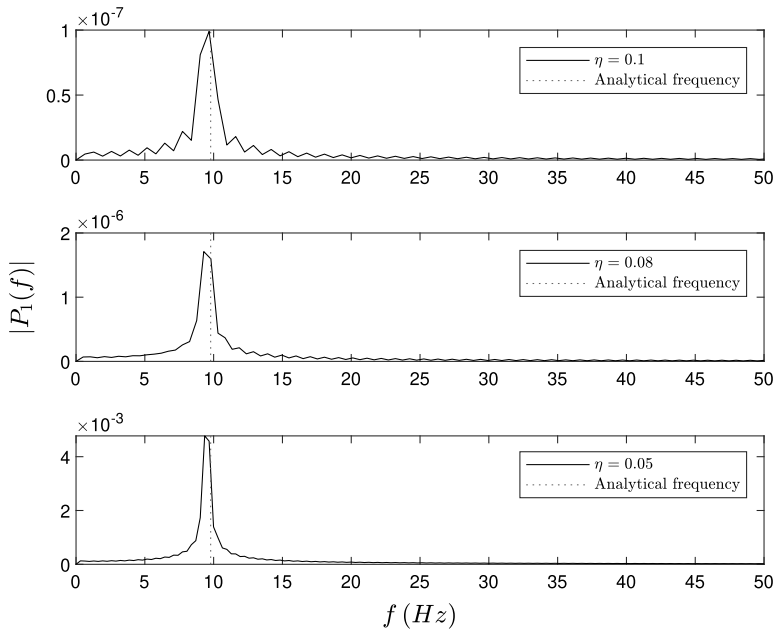 ×10-7
1
0.5
0
η = 0.1
Analytical frequency
0 5 10 15 20 25 30 35 40 45 50
×10-6
2
1
0
η = 0.08
Analytical frequency
0 5 10 15 20 25 30 35 40 45 50
|P1(f)|
×10-3
4
2
0
η = 0.05
Analytical frequency
0 5 10 15 20 25 30 35 40 45 50
f (Hz)